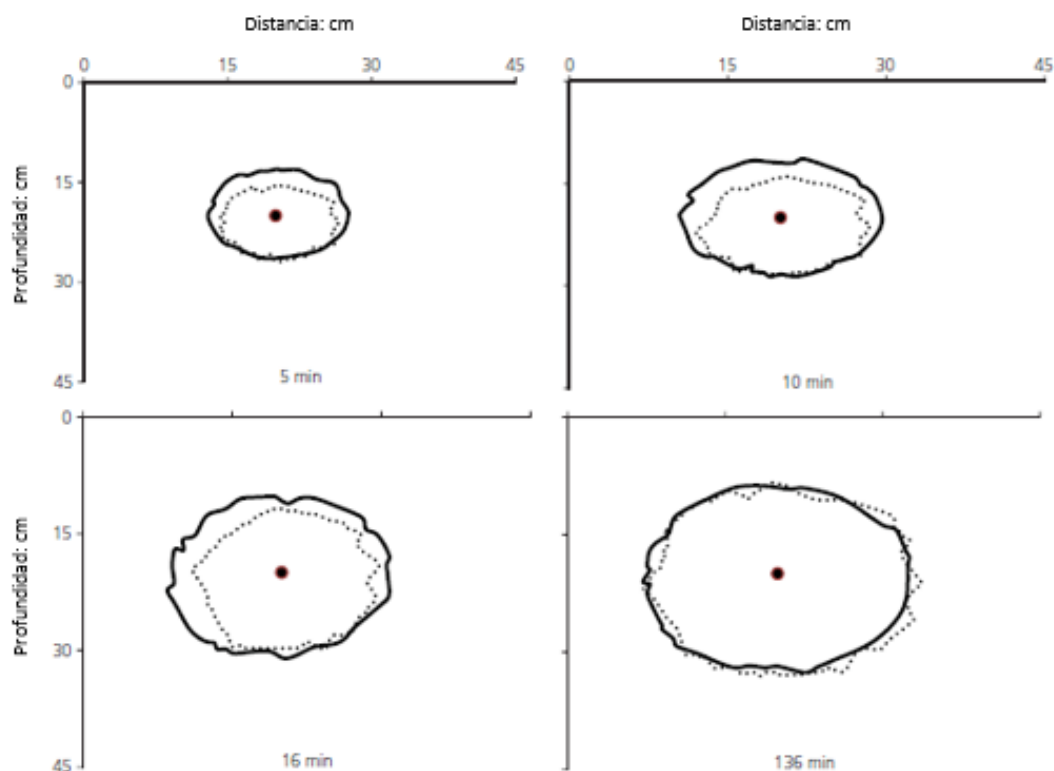 Distancia: cm
Distancia: cm
0 15 30 45
0 15 30 45
0
15
30
45
Profundidad: cm
5 min
10 min
0
15
30
45
Profundidad: cm
16 min
136 min